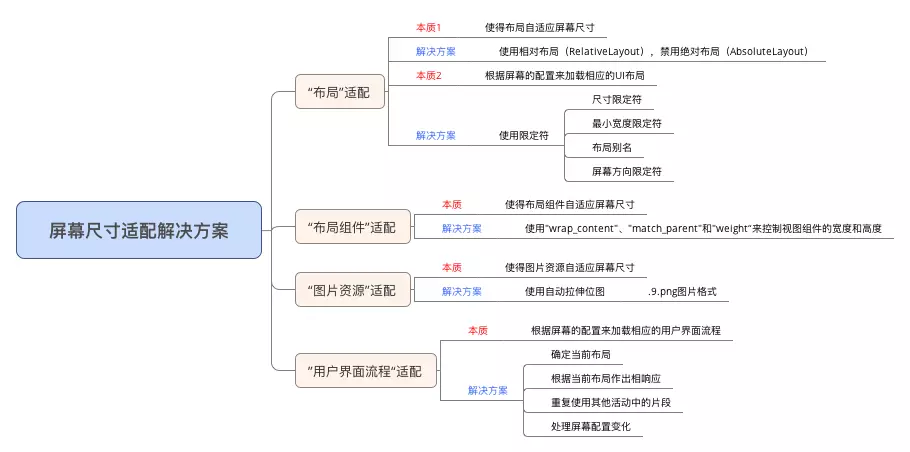 屏幕尺寸适配解决方案
“布局”适配
本质1
使得布局自适应屏幕尺寸
解决方案
使用相对布局（RelativeLayout），禁用绝对布局（AbsoluteLayout）
本质2
根据屏幕的配置来加载相应的UI布局
解决方案
使用限定符
尺寸限定符
最小宽度限定符
布局别名
屏幕方向限定符
“布局组件”适配
本质
使得布局组件自适应屏幕尺寸
解决方案
使用"wrap_content"、"match_parent"和"weight"来控制视图组件的宽度和高度
“图片资源”适配
本质
使得图片资源自适应屏幕尺寸
解决方案
使用自动拉伸位图
.9.png图片格式
”用户界面流程“适配
本质
根据屏幕的配置来加载相应的用户界面流程
解决方案
确定当前布局
根据当前布局作出相响应
重复使用其他活动中的片段
处理屏幕配置变化